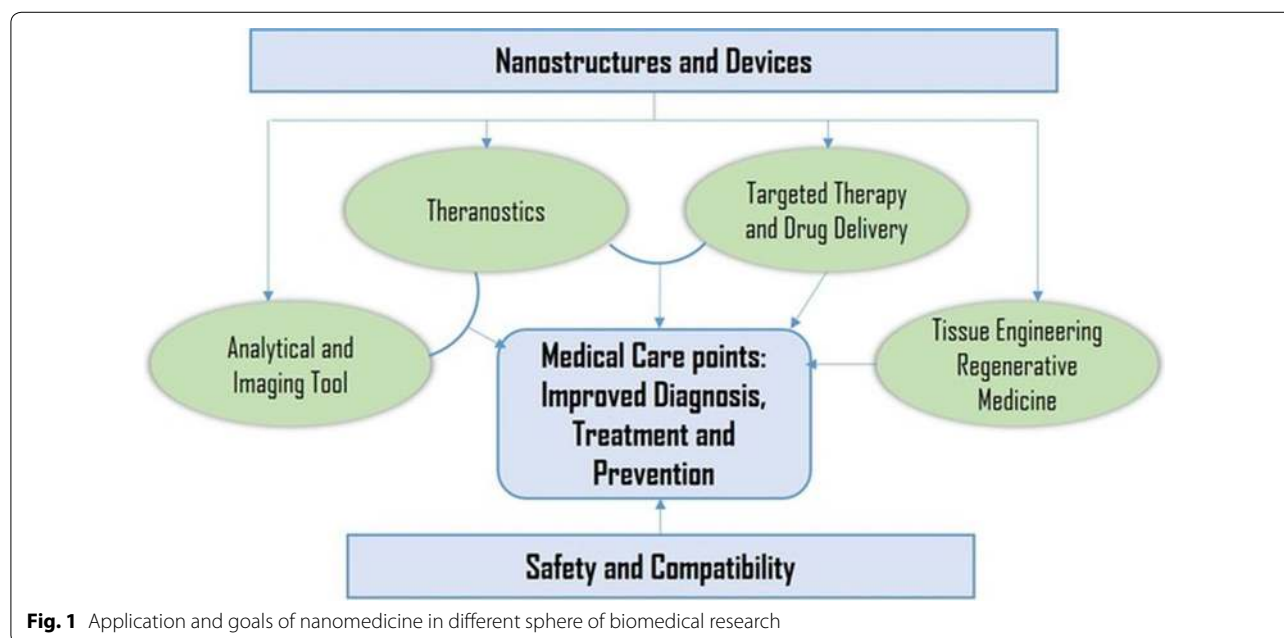 Nanostructures and Devices
Theranostics
Targeted Therapy
and Drug Delivery
Analytical and
Imaging Tool
Medical Care points:
Improved Diagnosis,
Treatment and
Prevention
Tissue Engineering
Regenerative
Medicine
Safety and Compatibility
Fig. 1 Application and goals of nanomedicine in different sphere of biomedical research